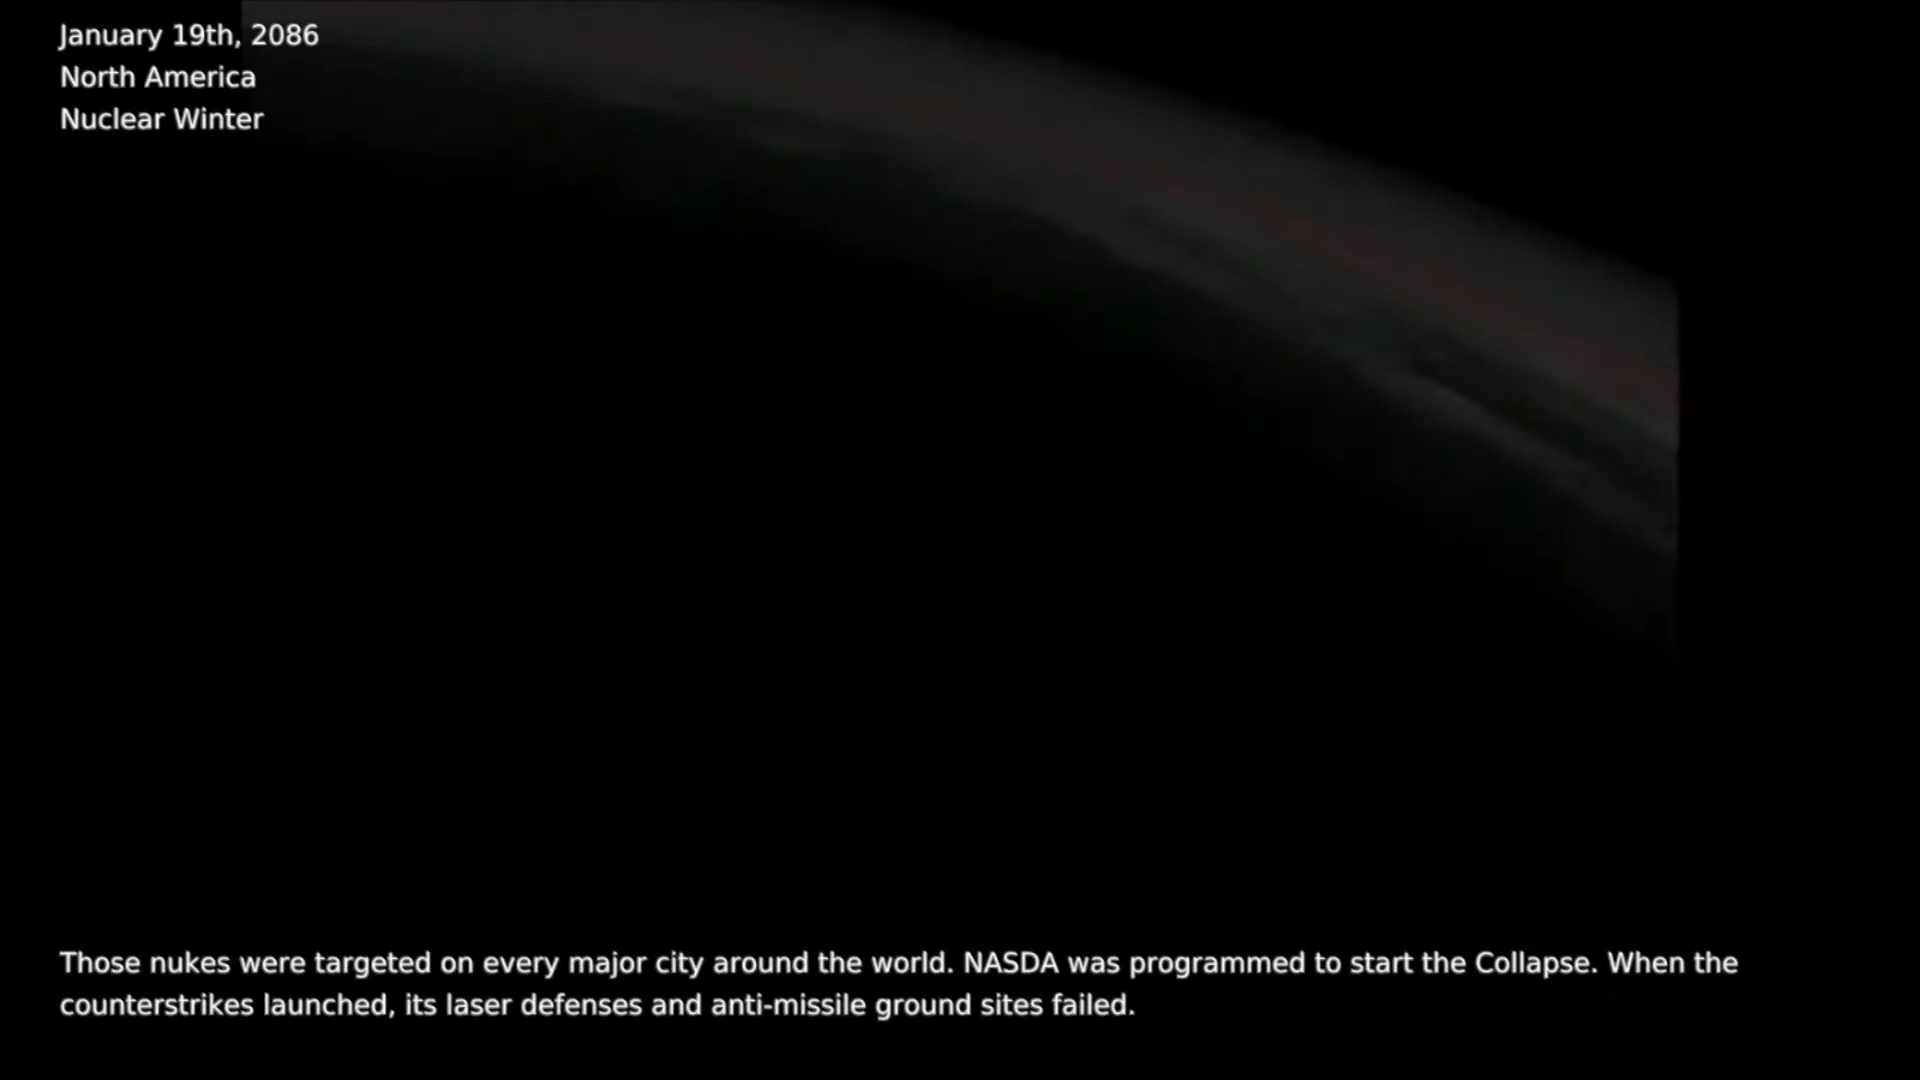 January 19th, 2086
North America
Nuclear Winter
Those nukes were targeted on every major city around the world. NASDA was programmed to start the Collapse. When the
counterstrikes launched, its laser defenses and anti-missile ground sites failed.